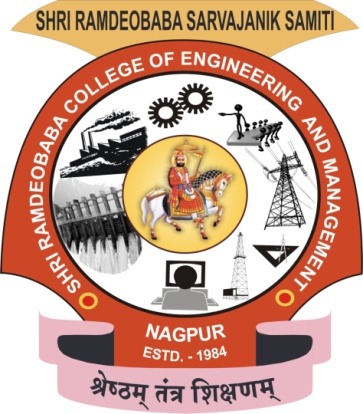 SHRI RAMDEOBABA SARVAJANIK SAMITI
SHRI RAMDEOBABA COLLEGE OF ENGINEERING AND MANAGEMENT
NAGPUR
ESTD. - 1984
श्रेष्ठम् तंत्र शिक्षणम्